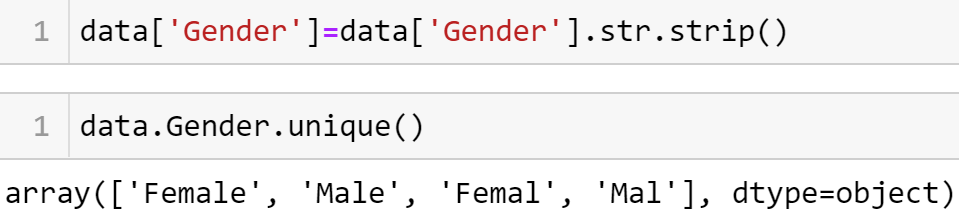 1 data['Gender']=data['Gender'].str.strip()
1 data.Gender.unique()
array(['Female', 'Male', 'Femal', 'Mal'], dtype=object)